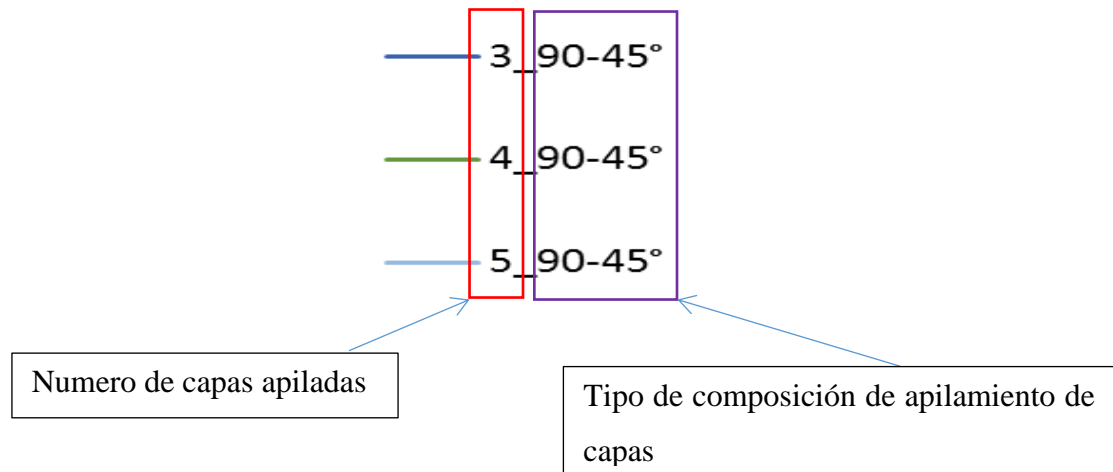 3_90-45°
4_90-45°
5_90-45°
Numero de capas apiladas
Tipo de composición de apilamiento de
capas